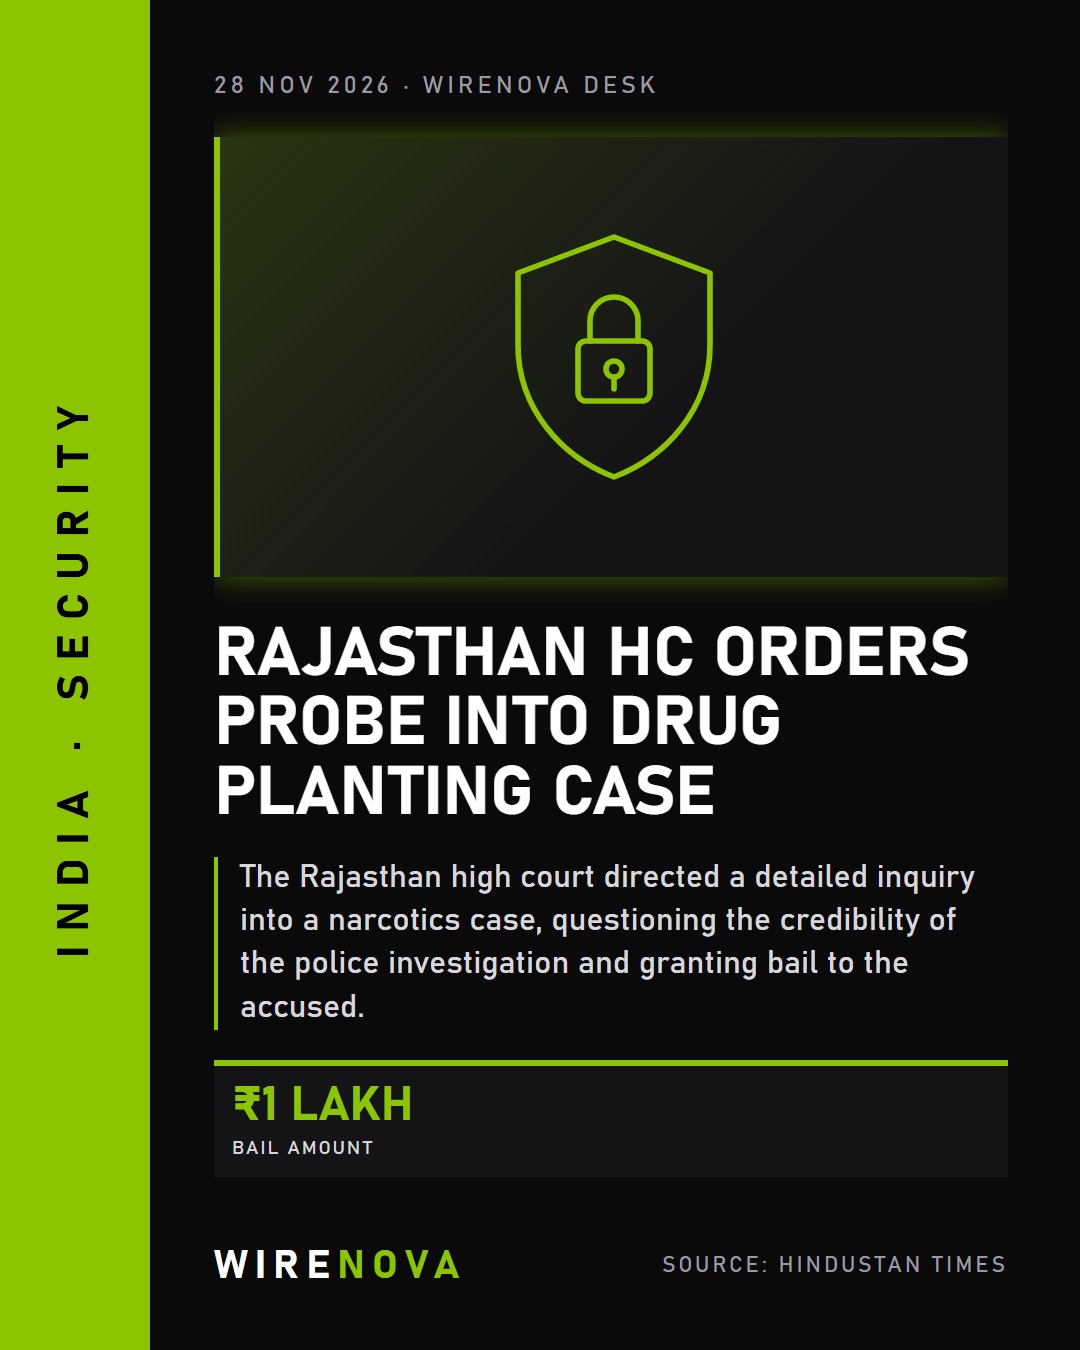 INDIA · SECURITY
28 NOV 2026 · WIRENOVA DESK
RAJASTHAN HC ORDERS
PROBE INTO DRUG
PLANTING CASE
The Rajasthan high court directed a detailed inquiry
into a narcotics case, questioning the credibility of
the police investigation and granting bail to the
accused.
₹1 LAKH
BAIL AMOUNT
WIRENOVA
SOURCE: HINDUSTAN TIMES